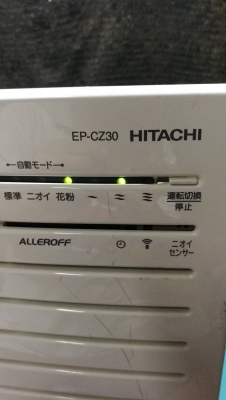 EP-CZ30 HITACHI
自動モード
標準 ニオイ 花粉 運転切換
停止
ALLEROFF ニオイ
センサー